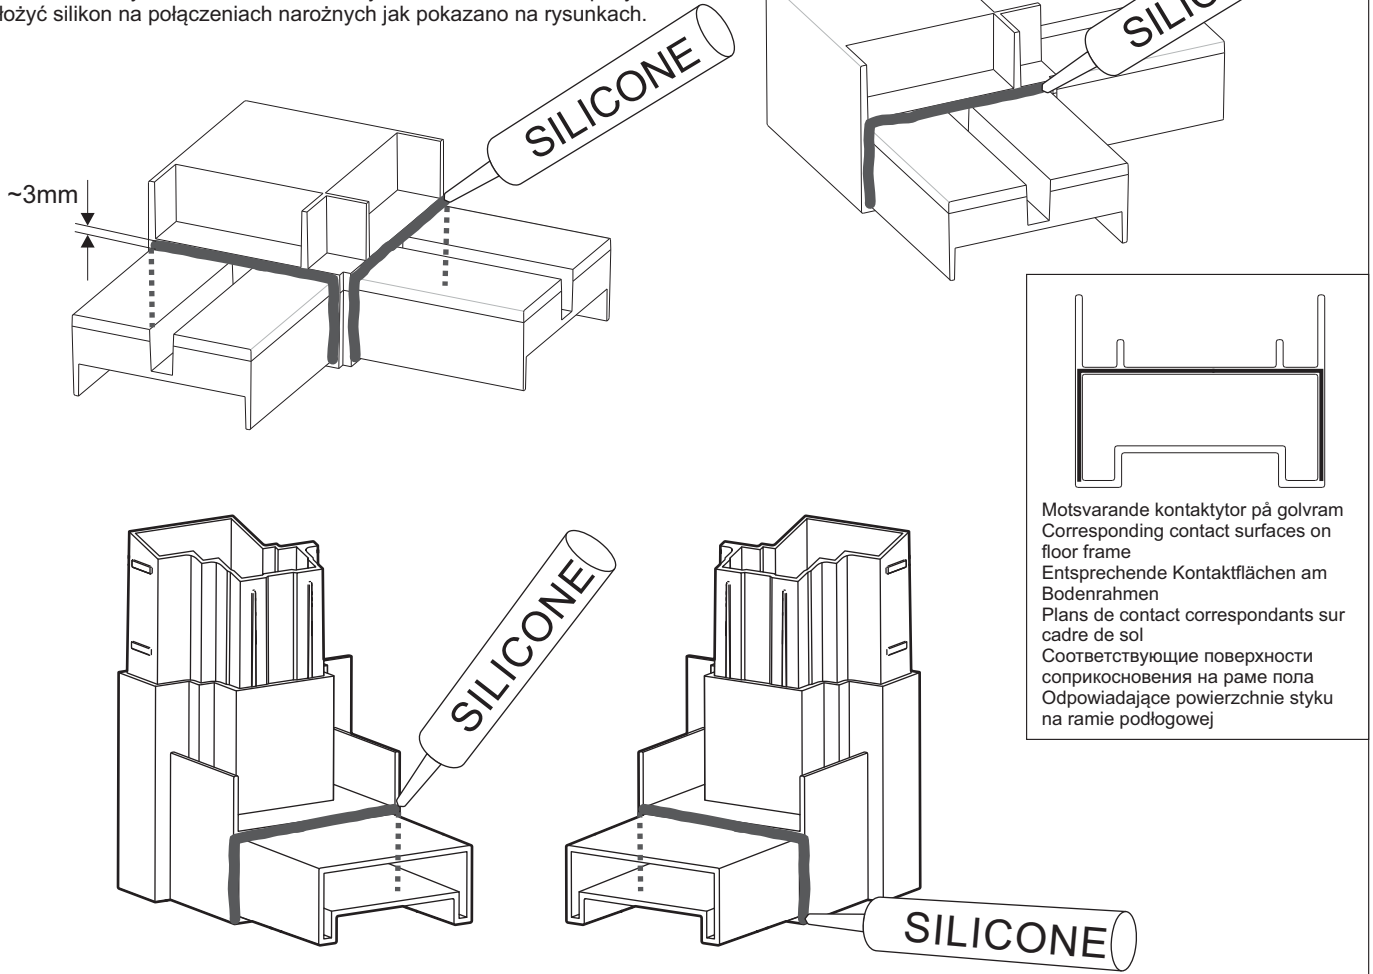 łożyć silikon na połączeniach narożnych jak pokazano na rysunkach.
SILICONE
~3mm
Motsvarande kontaktytor på golvram
Corresponding contact surfaces on
floor frame
Entsprechende Kontaktflächen am
Bodenrahmen
Plans de contact correspondants sur
cadre de sol
Соответствующие поверхности
соприкосновения на раме пола
Odpowiadające powierzchnie styku
na ramie podłogowej
SILICONE
SILICONE